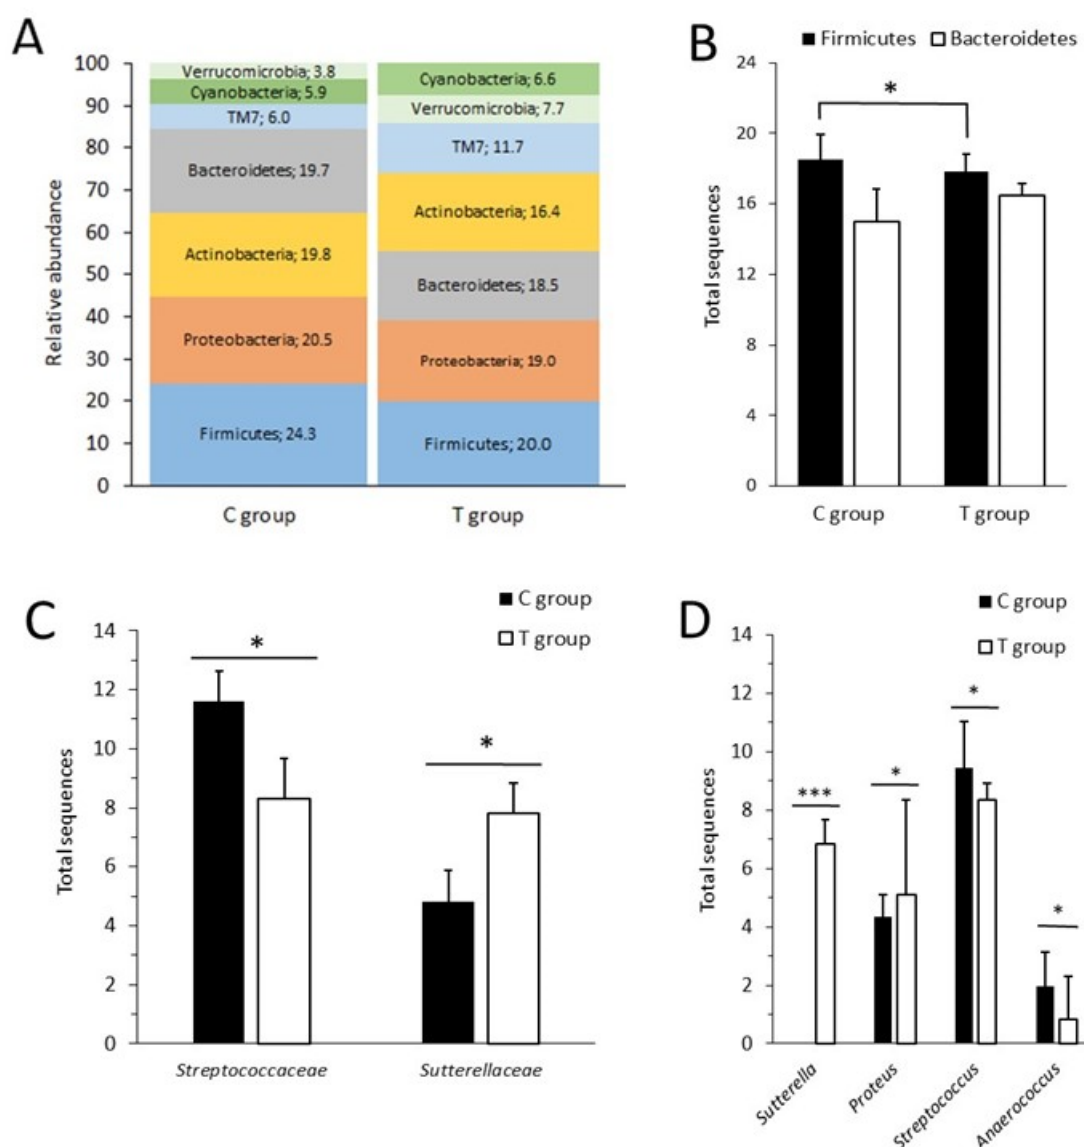 A
Relative abundance
100
90
80
70
60
50
40
30
20
10
0
Verrucomicrobia; 3.8
Cyanobacteria; 5.9
TM7; 6.0
Bacteroidetes; 19.7
Actinobacteria; 19.8
Proteobacteria; 20.5
Firmicutes; 24.3
C group
Cyanobacteria; 6.6
Verrucomicrobia; 7.7
TM7; 11.7
Actinobacteria; 16.4
Bacteroidetes; 18.5
Proteobacteria; 19.0
Firmicutes; 20.0
T group
B
Firmicutes Bacteroidetes
Total sequences
24
20
16
12
8
4
0
*
C group T group
C
C group
T group
Total sequences
14
12
10
8
6
4
2
0
*
*
Streptococcaceae Sutterellaceae
D
C group
T group
Total sequences
14
12
10
8
6
4
2
0
***
*
*
*
Sutterella
Proteus
Streptococcus
Anaerococcus